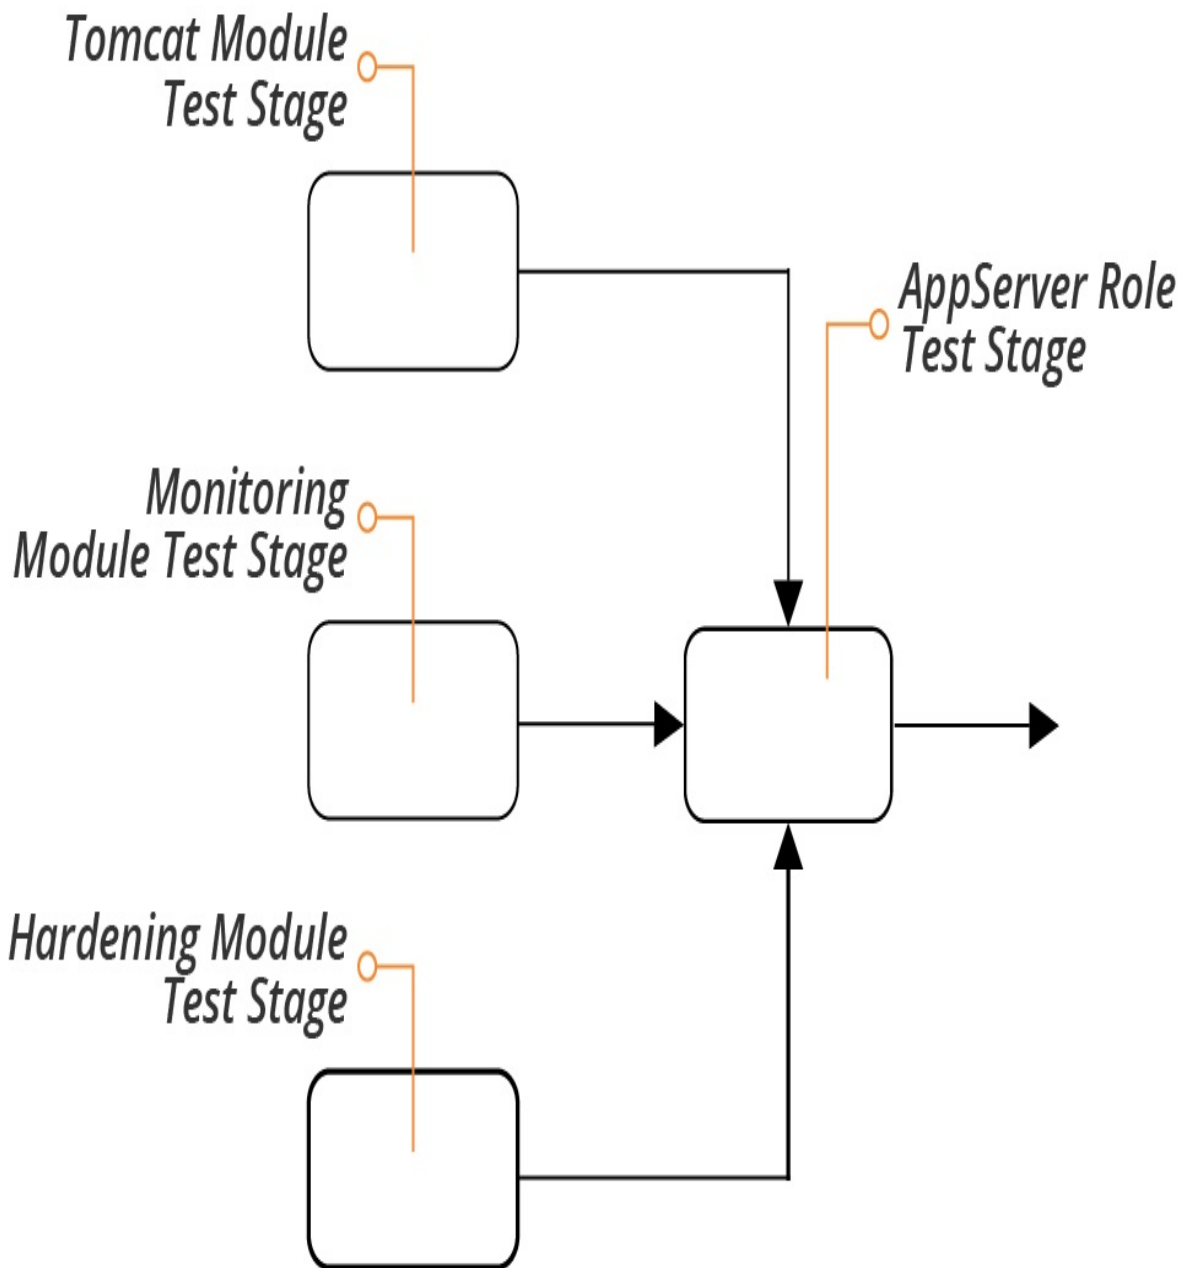 Tomcat Module
Test Stage
AppServer Role
Test Stage
Monitoring
Module Test Stage
Hardening Module
Test Stage